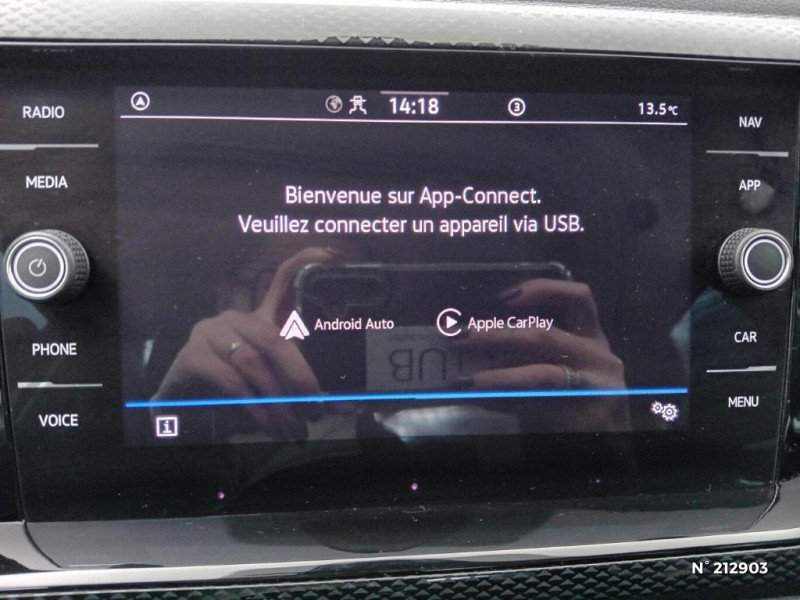 RADIO
MEDIA
PHONE
VOICE
14:18
3
13.5°C
Bienvenue sur App-Connect.
Veuillez connecter un appareil via USB.
Android Auto
Apple CarPlay
i
NAV
APP
CAR
MENU
N° 212903